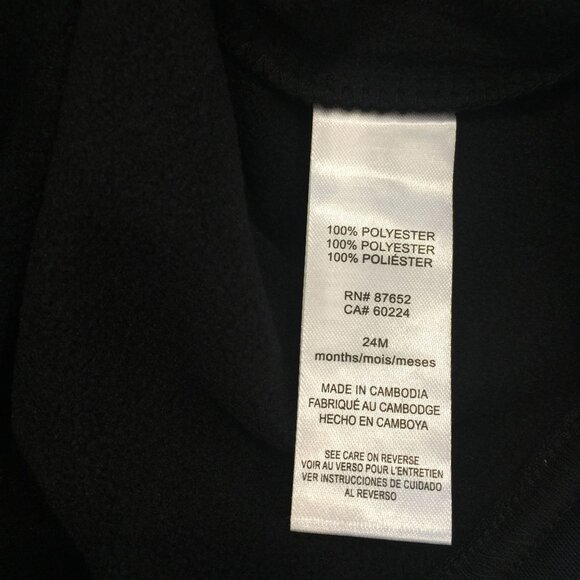 100% POLYESTER
100% POLYESTER
100% POLIÉSTER
RN# 87652
CA# 60224
24M
months/mois/meses
MADE IN CAMBODIA
FABRIQUÉ AU CAMBODGE
HECHO EN CAMBOYA
SEE CARE ON REVERSE
VOIR AU VERSO POUR L'ENTRETIEN
VER INSTRUCCIONES DE CUIDADO
AL REVERSO